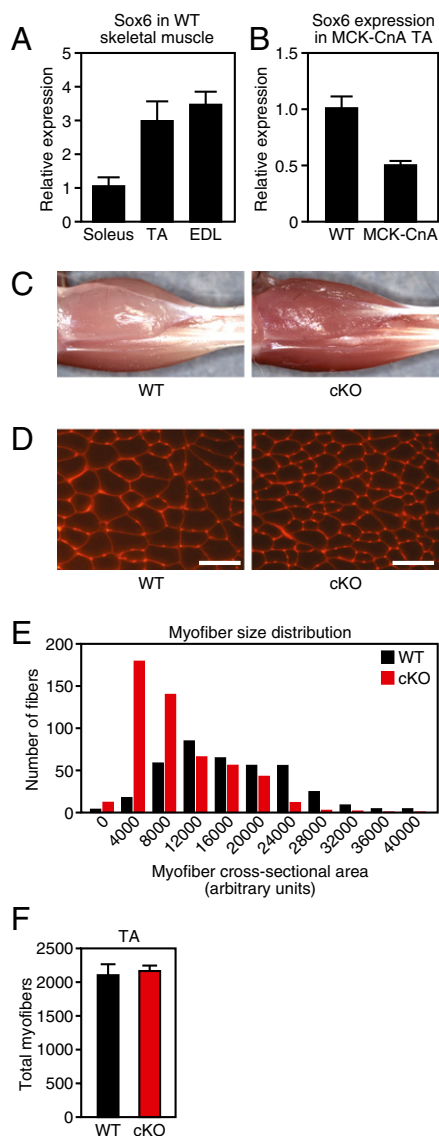 A
Sox6 in WT
skeletal muscle
Relative expression
5
4
3
2
1
0
Soleus TA EDL
B
Sox6 expression
in MCK-CnA TA
Relative expression
1.5
1.0
0.5
0
WT MCK-CnA
C
WT
cKO
D
WT
cKO
E
Myofiber size distribution
Number of fibers
200
150
100
50
0
WT
cKO
0 4000 8000 12000 16000 20000 24000 28000 32000 36000 40000
Myofiber cross-sectional area
(arbitrary units)
F
TA
Total myofibers
2500
2000
1500
1000
500
0
WT cKO